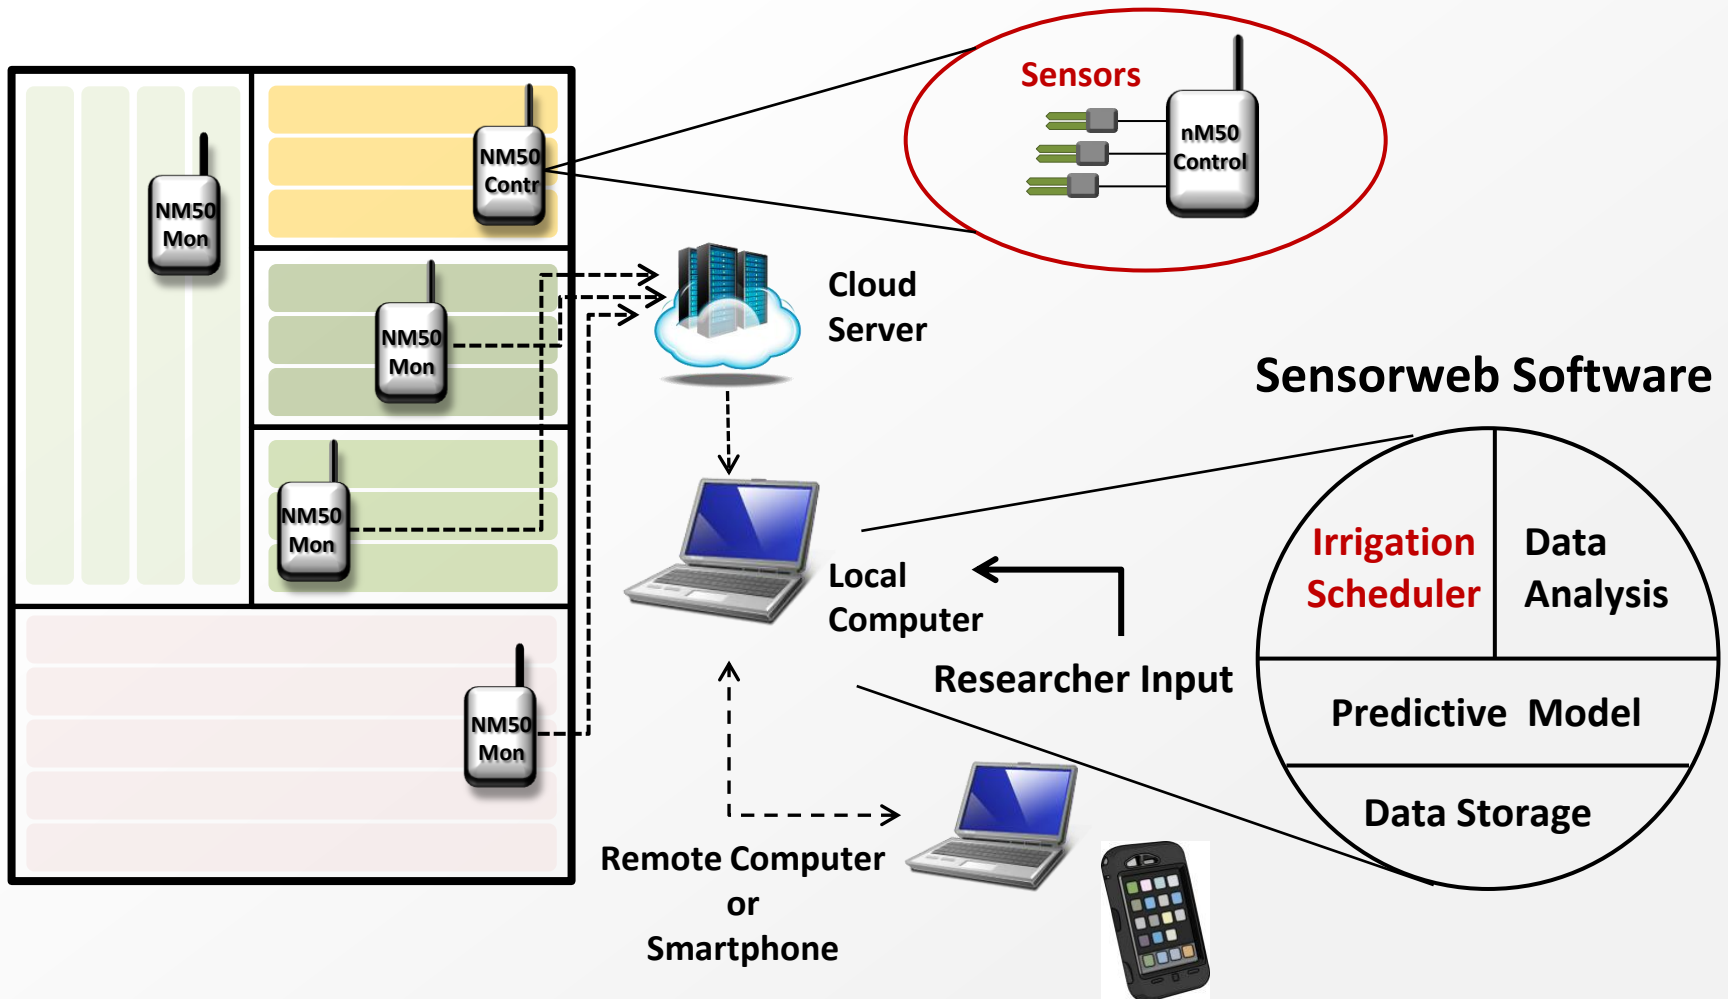 Sensors
nM50
Control
NM50
Contr
NM50
Mon
NM50
Mon
NM50
Mon
NM50
Mon
Cloud
Server
Sensorweb Software
Irrigation
Scheduler
Data
Analysis
Predictive Model
Data Storage
Local
Computer
Researcher Input
Remote Computer
or
Smartphone